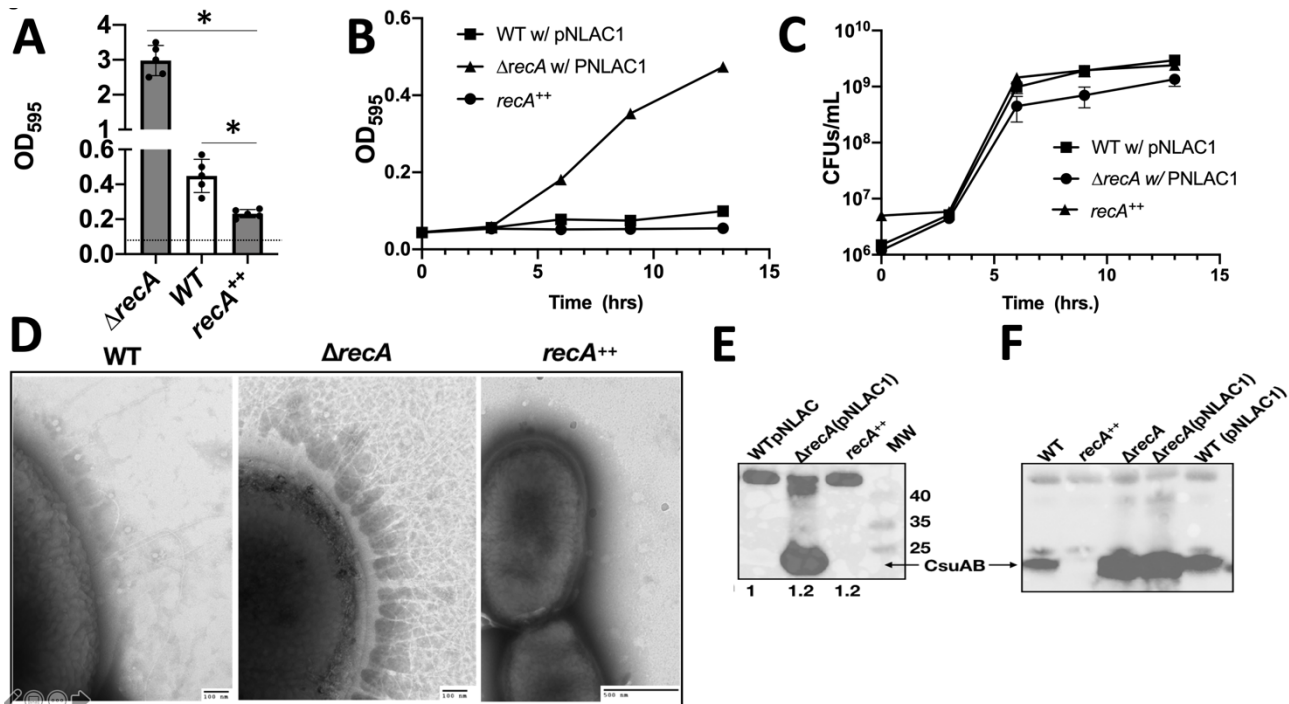 A
*
*
OD595
4
3
2
1
0.6
0.4
0.2
0.0
ΔrecA
WT
recA++
B
WT w/ pNLAC1
ΔrecA w/ PNLAC1
recA++
OD595
0.6
0.4
0.2
0.0
0 5 10 15
Time (hrs)
C
CFUs/mL
10^10
10^9
10^8
10^7
10^6
WT w/ pNLAC1
ΔrecA w/ PNLAC1
recA++
0 5 10 15
Time (hrs.)
D
WT ΔrecA recA++
100 nm
100 nm
500 nm
E
WTpNLAC
ΔrecA(pNLAC1)
recA++
MW
40
35
25
CsuAB
1 1.2 1.2
F
WT
recA++
ΔrecA
ΔrecA(pNLAC1)
WT (pNLAC1)